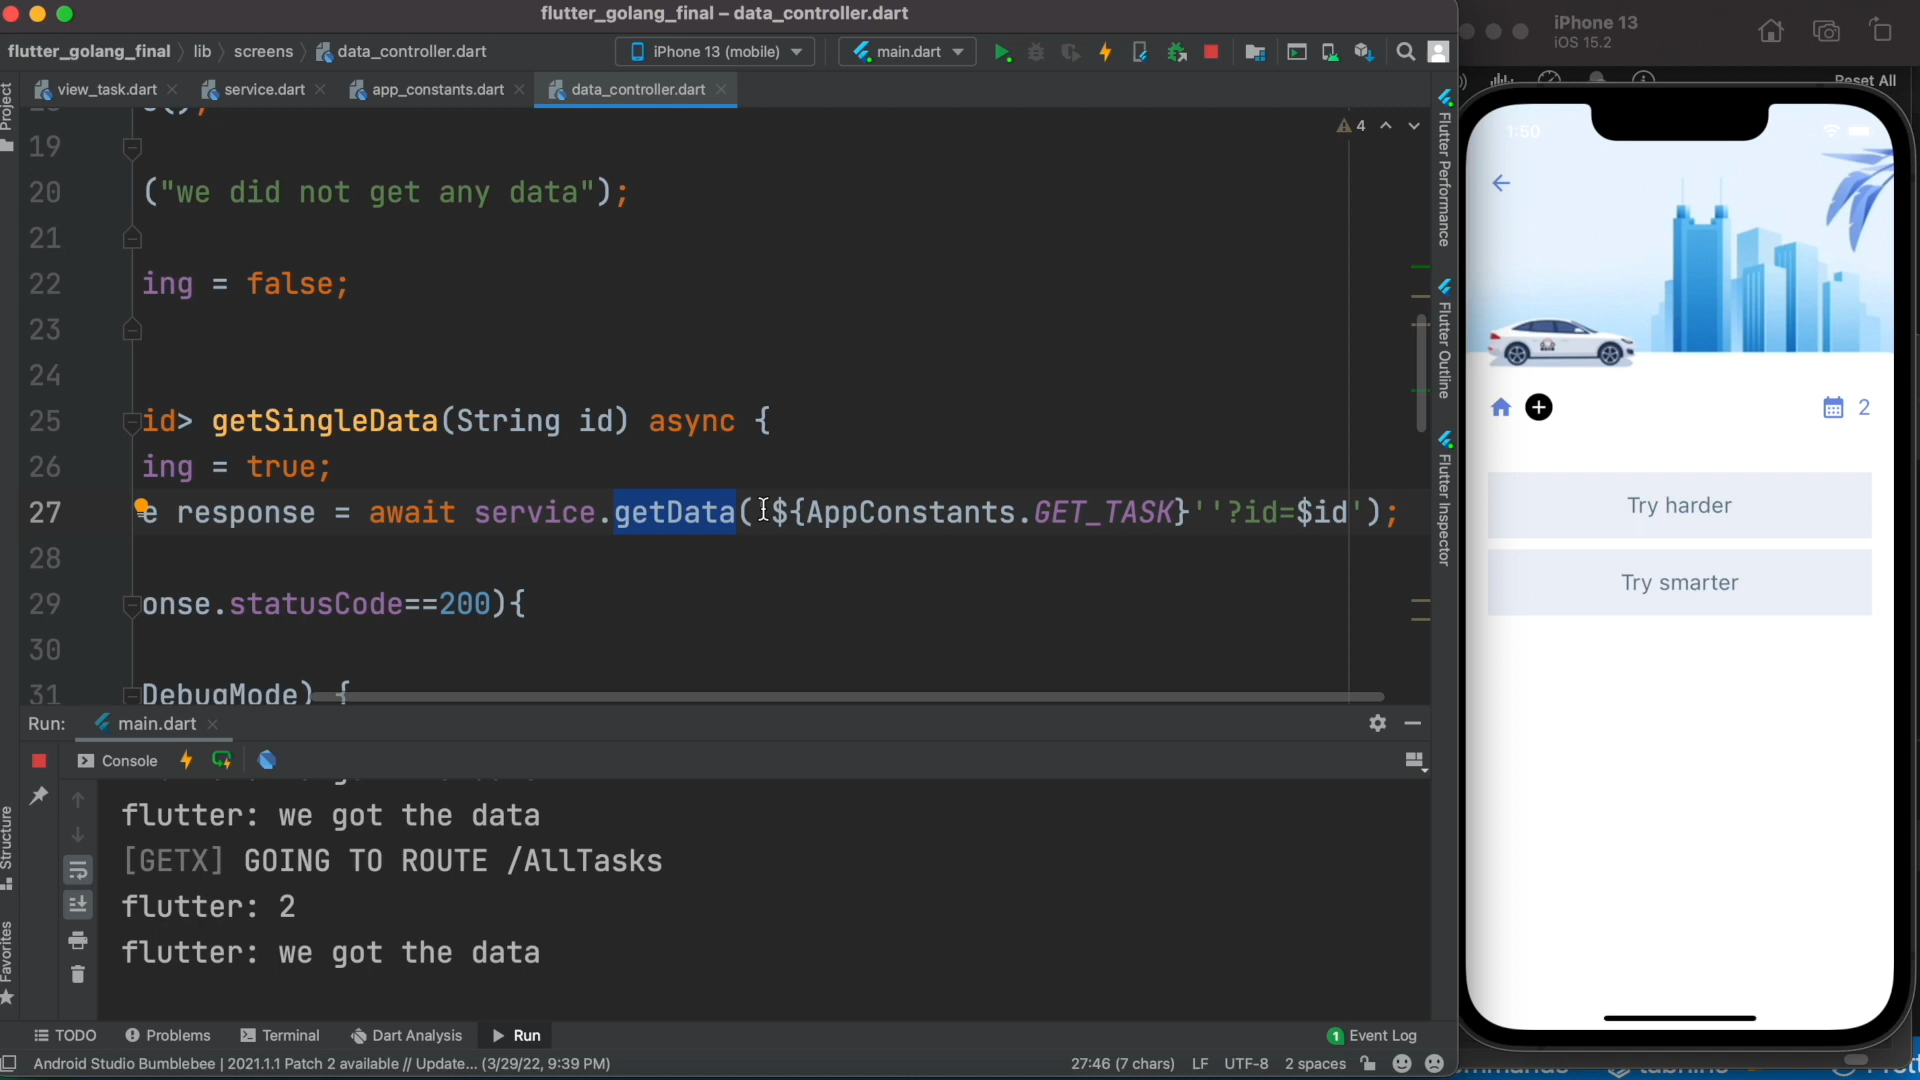 flutter_golang_final – data_controller.dart
flutter_golang_final lib screens data_controller.dart iPhone 13 (mobile) main.dart
view_task.dart service.dart app_constants.dart data_controller.dart
4
19
20 ("we did not get any data");
21
22 ing = false;
23
24
25 id> getSingleData(String id) async {
26 ing = true;
27 e response = await service.getData('${AppConstants.GET_TASK}''?id=$id');
28
29 onse.statusCode==200){
30
31 DebugMode) {
Project
Structure
Favorites
Flutter Performance
Flutter Outline
Flutter Inspector
Run: main.dart
Console
flutter: we got the data
[GETX] GOING TO ROUTE /AllTasks
flutter: 2
flutter: we got the data
TODO Problems Terminal Dart Analysis Run 1 Event Log
Android Studio Bumblebee | 2021.1.1 Patch 2 available // Update... (3/29/22, 9:39 PM) 27:46 (7 chars) LF UTF-8 2 spaces
iPhone 13
iOS 15.2
Reset All
1:50
2
Try harder
Try smarter